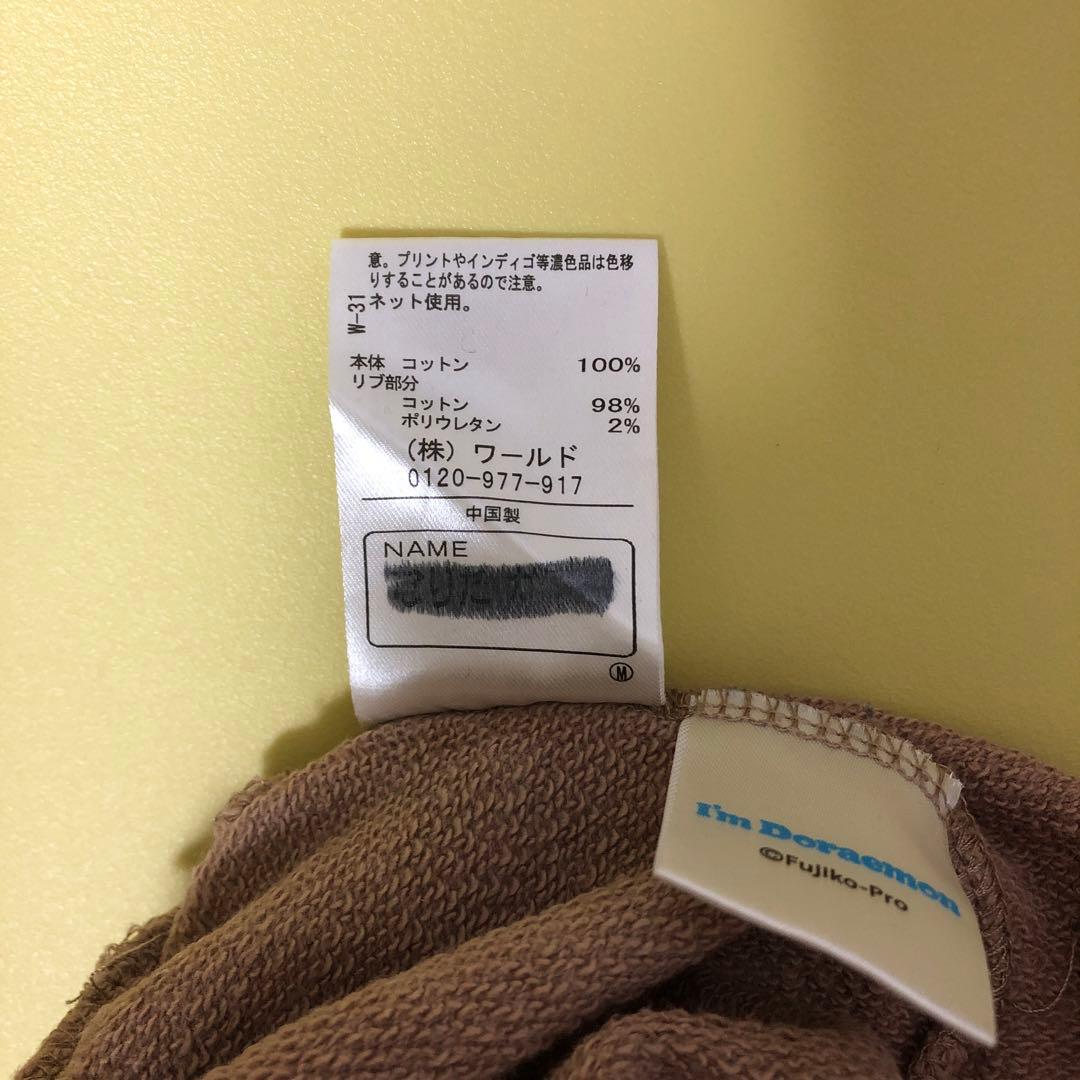 意。プリントやインディゴ等濃色品は色移
りすることがあるので注意。
ネット使用。
W-31
本体 コットン 100%
リブ部分
コットン 98%
ポリウレタン 2%
(株) ワールド
0120-977-917
中国製
NAME
Ⓜ
I'm Doraemon
©Fujiko-Pro